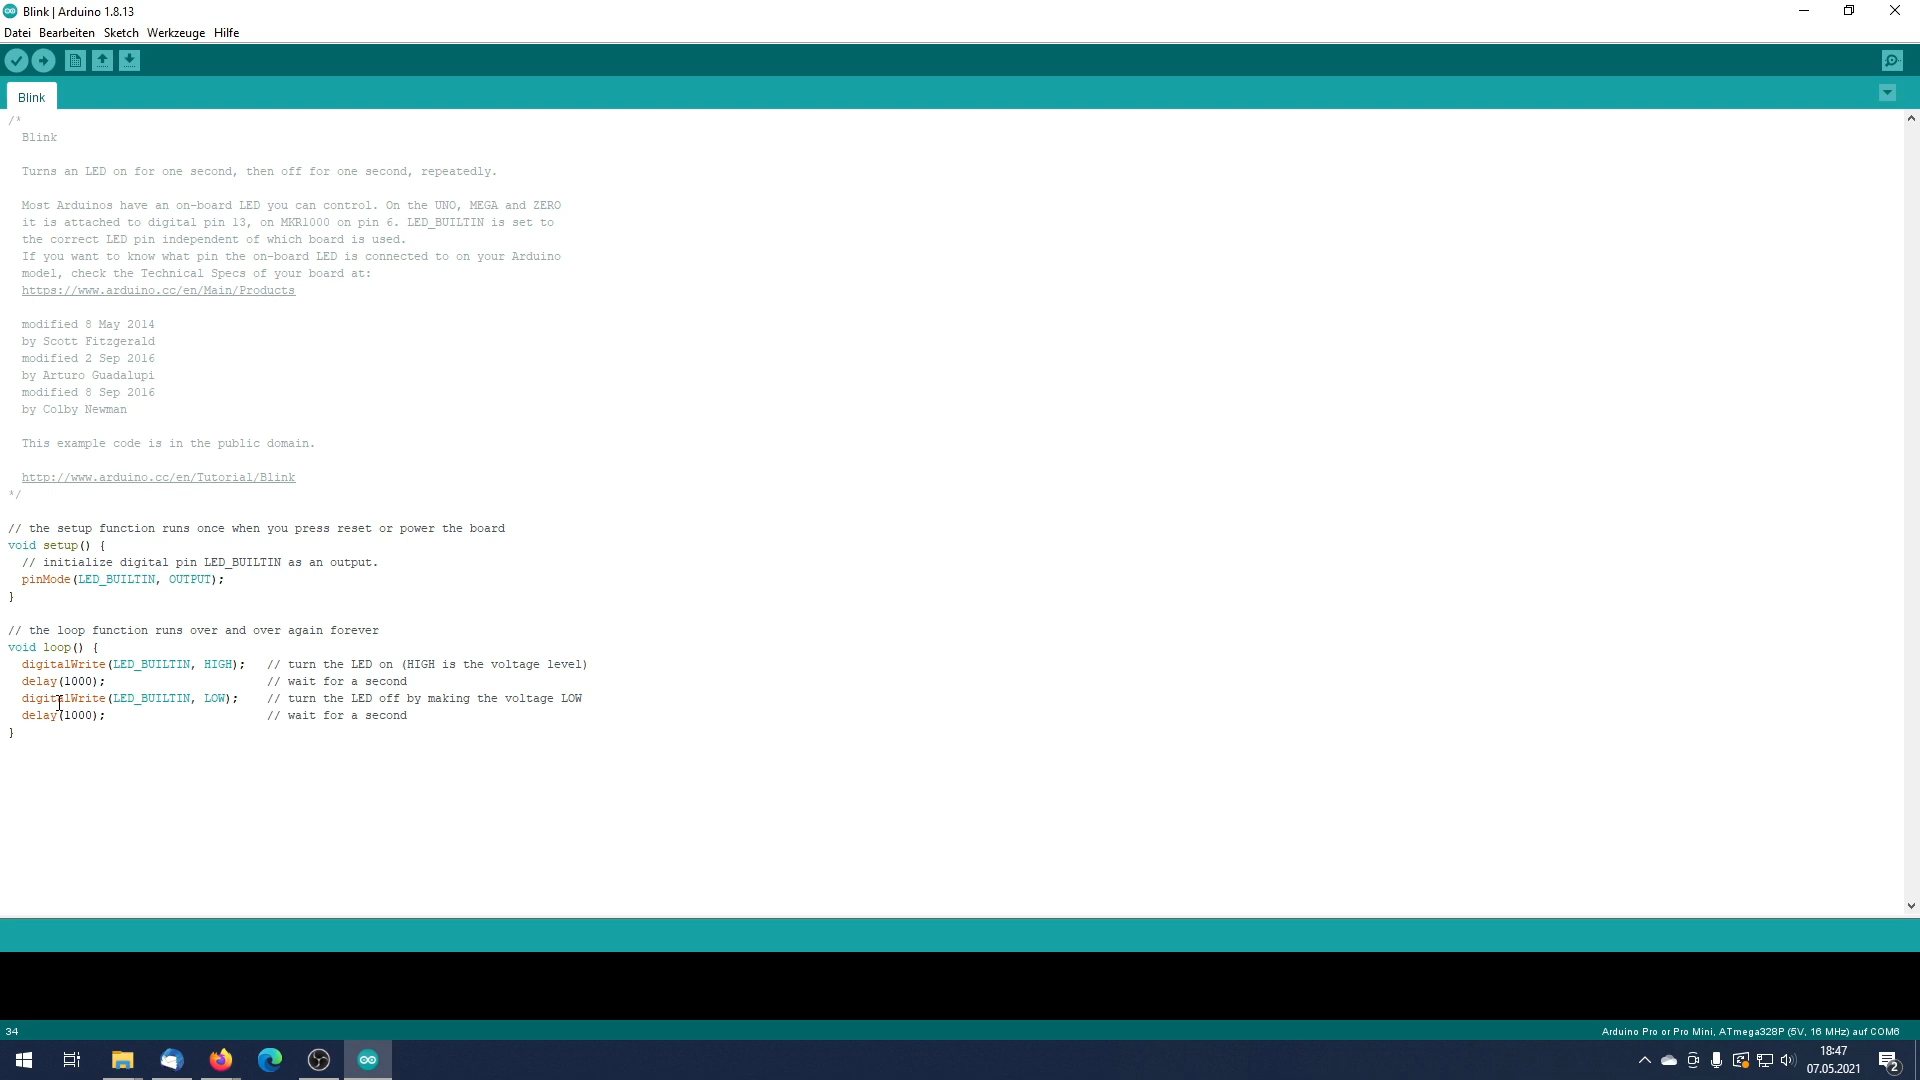 Blink | Arduino 1.8.13
Datei Bearbeiten Sketch Werkzeuge Hilfe
Blink
/*
  Blink

  Turns an LED on for one second, then off for one second, repeatedly.

  Most Arduinos have an on-board LED you can control. On the UNO, MEGA and ZERO
  it is attached to digital pin 13, on MKR1000 on pin 6. LED_BUILTIN is set to
  the correct LED pin independent of which board is used.
  If you want to know what pin the on-board LED is connected to on your Arduino
  model, check the Technical Specs of your board at:
  https://www.arduino.cc/en/Main/Products

  modified 8 May 2014
  by Scott Fitzgerald
  modified 2 Sep 2016
  by Arturo Guadalupi
  modified 8 Sep 2016
  by Colby Newman

  This example code is in the public domain.

  http://www.arduino.cc/en/Tutorial/Blink
*/

// the setup function runs once when you press reset or power the board
void setup() {
  // initialize digital pin LED_BUILTIN as an output.
  pinMode(LED_BUILTIN, OUTPUT);
}

// the loop function runs over and over again forever
void loop() {
  digitalWrite(LED_BUILTIN, HIGH);   // turn the LED on (HIGH is the voltage level)
  delay(1000);                       // wait for a second
  digitalWrite(LED_BUILTIN, LOW);    // turn the LED off by making the voltage LOW
  delay(1000);                       // wait for a second
}
34
Arduino Pro or Pro Mini, ATmega328P (5V, 16 MHz) auf COM6
18:47
07.05.2021
2